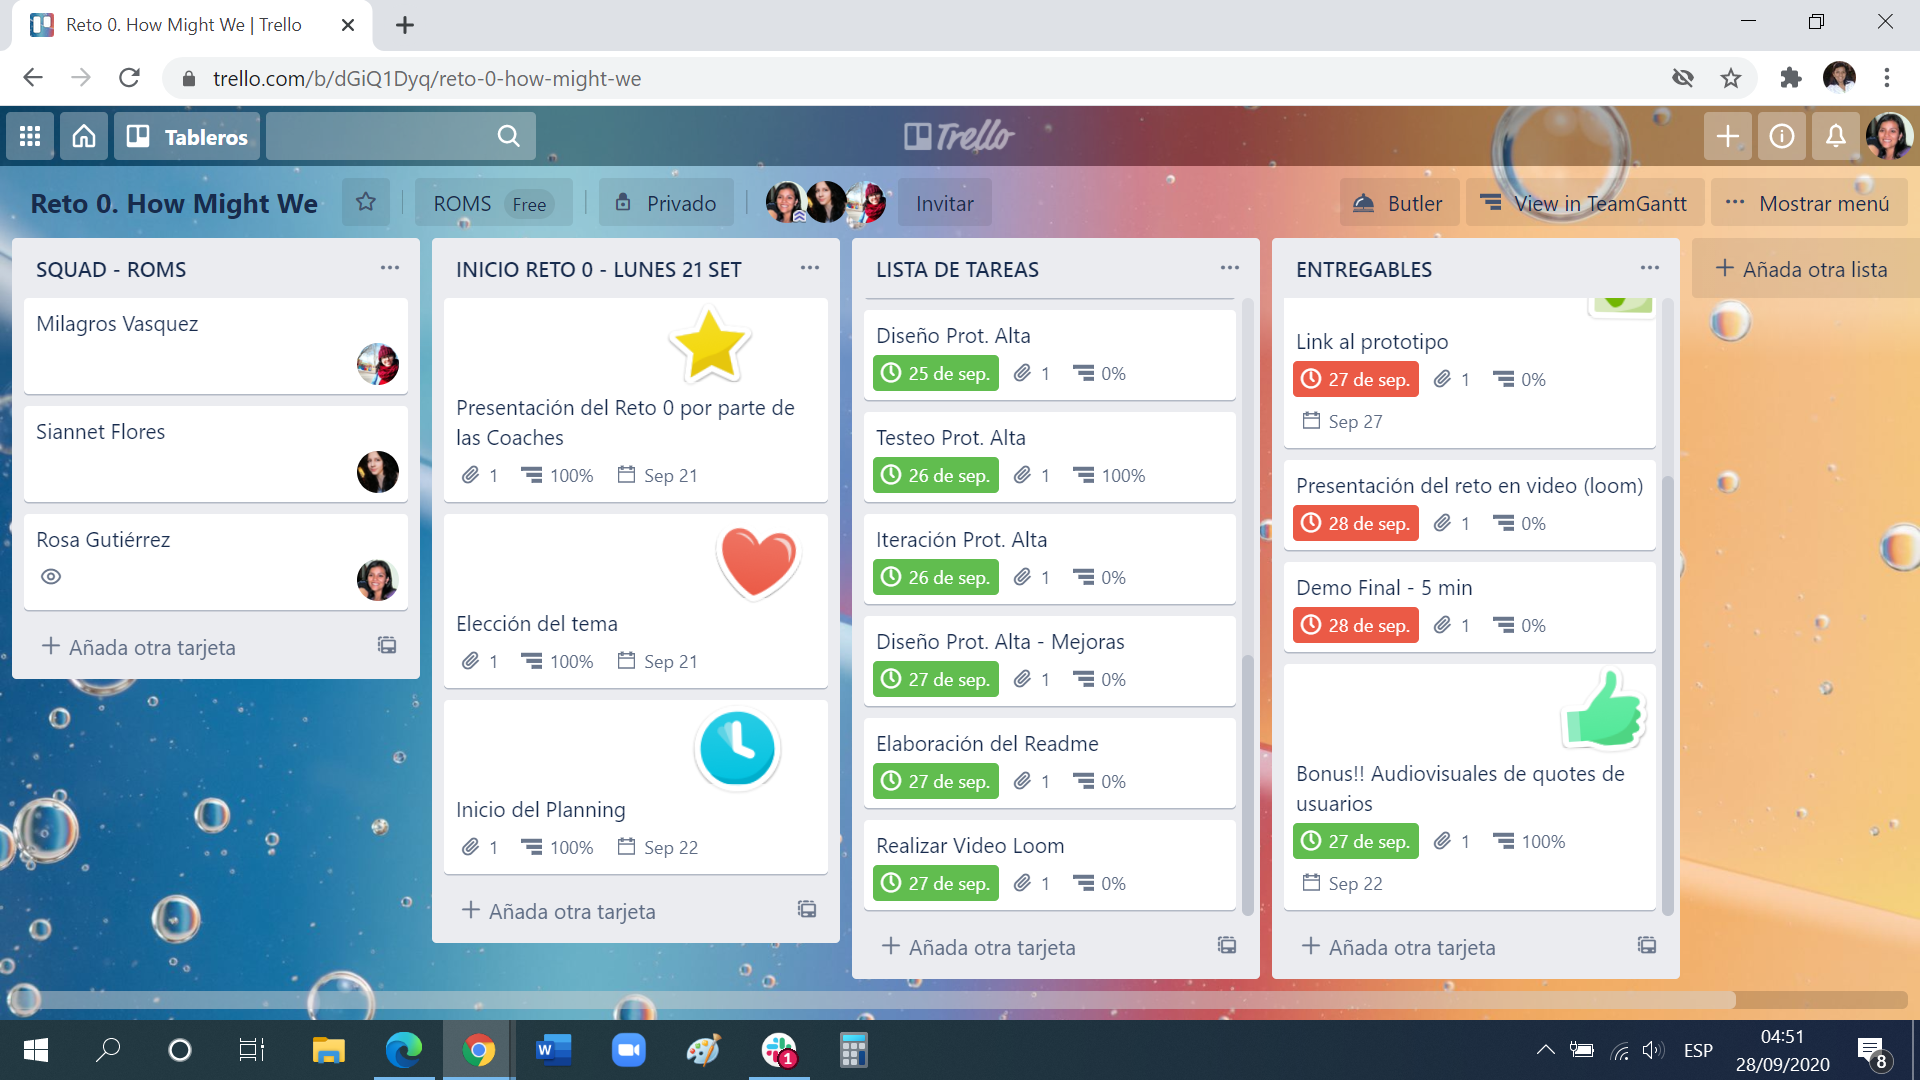 Reto 0. How Might We | Trello
trello.com/b/dGiQ1Dyq/reto-0-how-might-we
Tableros
Trello
Reto 0. How Might We
ROMS Free
Privado
Invitar
Butler
View in TeamGantt
Mostrar menú
SQUAD - ROMS
Milagros Vasquez
Siannet Flores
Rosa Gutiérrez
Añada otra tarjeta
INICIO RETO 0 - LUNES 21 SET
Presentación del Reto 0 por parte de
las Coaches
1 100% Sep 21
Elección del tema
1 100% Sep 21
Inicio del Planning
1 100% Sep 22
Añada otra tarjeta
LISTA DE TAREAS
Diseño Prot. Alta
25 de sep. 1 0%
Testeo Prot. Alta
26 de sep. 1 100%
Iteración Prot. Alta
26 de sep. 1 0%
Diseño Prot. Alta - Mejoras
27 de sep. 1 0%
Elaboración del Readme
27 de sep. 1 0%
Realizar Video Loom
27 de sep. 1 0%
Añada otra tarjeta
ENTREGABLES
Link al prototipo
27 de sep. 1 0%
Sep 27
Presentación del reto en video (loom)
28 de sep. 1 0%
Demo Final - 5 min
28 de sep. 1 0%
Bonus!! Audiovisuales de quotes de
usuarios
27 de sep. 1 100%
Sep 22
Añada otra tarjeta
Añada otra lista
W
1
ESP
04:51
28/09/2020
8